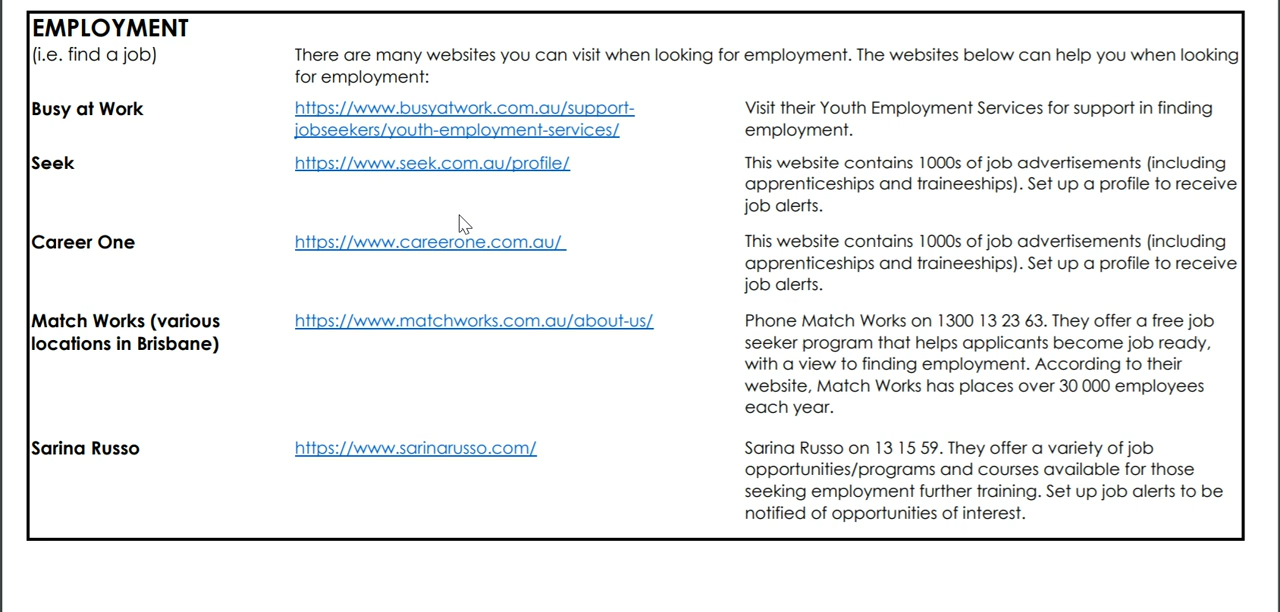 EMPLOYMENT
(i.e. find a job)
There are many websites you can visit when looking for employment. The websites below can help you when looking
for employment:
Busy at Work
https://www.busyatwork.com.au/support-
jobseekers/youth-employment-services/
Visit their Youth Employment Services for support in finding
employment.
Seek
https://www.seek.com.au/profile/
This website contains 1000s of job advertisements (including
apprenticeships and traineeships). Set up a profile to receive
job alerts.
Career One
https://www.careerone.com.au/
This website contains 1000s of job advertisements (including
apprenticeships and traineeships). Set up a profile to receive
job alerts.
Match Works (various
locations in Brisbane)
https://www.matchworks.com.au/about-us/
Phone Match Works on 1300 13 23 63. They offer a free job
seeker program that helps applicants become job ready,
with a view to finding employment. According to their
website, Match Works has places over 30 000 employees
each year.
Sarina Russo
https://www.sarinarusso.com/
Sarina Russo on 13 15 59. They offer a variety of job
opportunities/programs and courses available for those
seeking employment further training. Set up job alerts to be
notified of opportunities of interest.